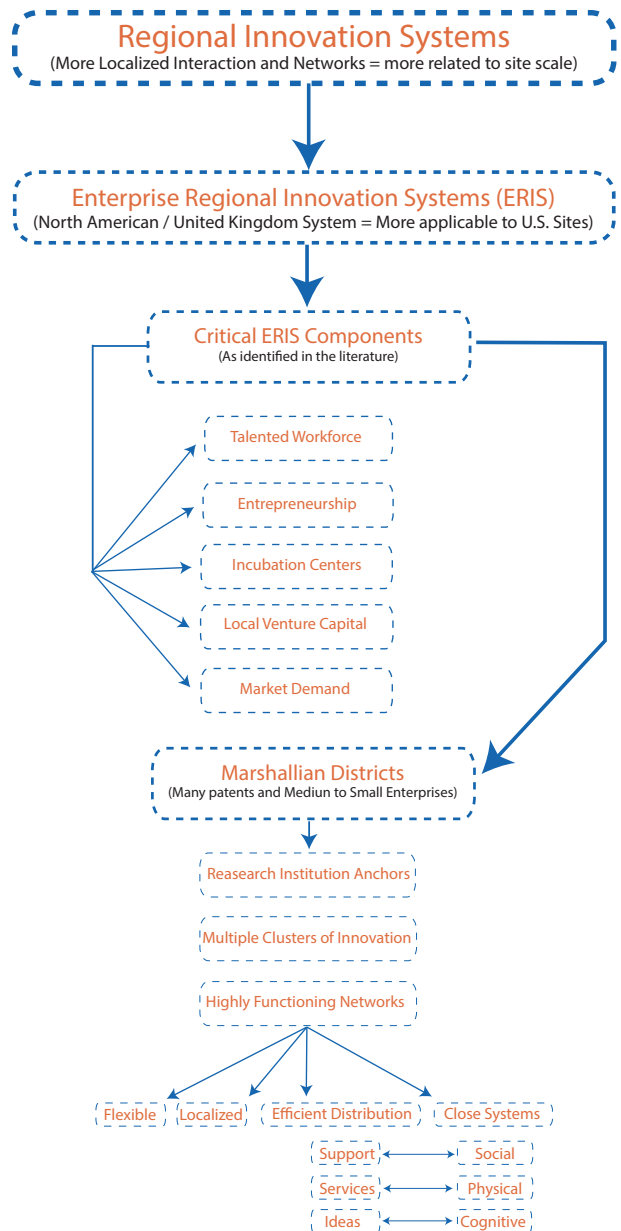 Regional Innovation Systems
(More Localized Interaction and Networks = more related to site scale)
Enterprise Regional Innovation Systems (ERIS)
(North American / United Kingdom System = More applicable to U.S. Sites)
Critical ERIS Components
(As identified in the literature)
Talented Workforce
Entrepreneurship
Incubation Centers
Local Venture Capital
Market Demand
Marshallian Districts
(Many patents and Mediun to Small Enterprises)
Reasearch Institution Anchors
Multiple Clusters of Innovation
Highly Functioning Networks
Flexible Localized Efficient Distribution Close Systems
Support Social
Services Physical
Ideas Cognitive